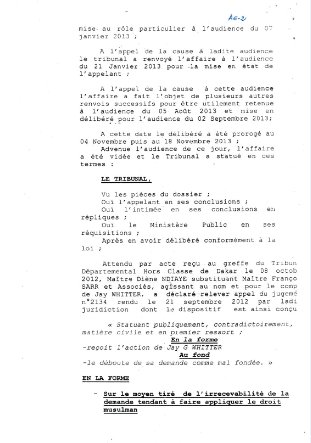 AG-2
mise au rôle particulier à l'audience du 07
janvier 2013 ;
A l'appel de la cause à ladite audience
le tribunal a renvoyé l'affaire à l'audience
du 21 Janvier 2013 pour la mise en état de
l'appelant ;
A l'appel de la cause à cette audience
l'affaire a fait l'objet de plusieurs autres
renvois successifs pour être utilement retenue
à l'audience du 05 Août 2013 et mise en
délibéré pour l'audience du 02 Septembre 2013;
A cette date le délibéré a été prorogé au
04 Novembre puis au 18 Novembre 2013 ;
Advenue l'audience de ce jour, l'affaire
a été vidée et le Tribunal a statué en ces
termes :
LE TRIBUNAL,
Vu les pièces du dossier ;
Oui l'appelant en ses conclusions ;
Oui l'intimée en ses conclusions en
répliques ;
Oui le Ministère Public en ses
réquisitions ;
Après en avoir délibéré conformément à la
loi ;
Attendu par acte reçu au greffe du Tribun
Départemental Hors Classe de Dakar le 08 octob
2012, Maître Diène NDIAYE substituant Maître Franço
SARR et Associés, agissant au nom et pour le comp
de Jay WHITTER, a déclaré relever appel du jugemé
n°2134 rendu le 21 septembre 2012 par ladi
juridiction dont le dispositif est ainsi conçu
« Statuant publiquement, contradictoirement,
matière civile et en premier ressort ;
En la forme
-reçoit l'action de Jay G WHITTER
Au fond
-le déboute de sa demande comme mal fondée. »
EN LA FORME
- Sur le moyen tiré de l'irrecevabilité de la
demande tendant à faire appliquer le droit
musulman